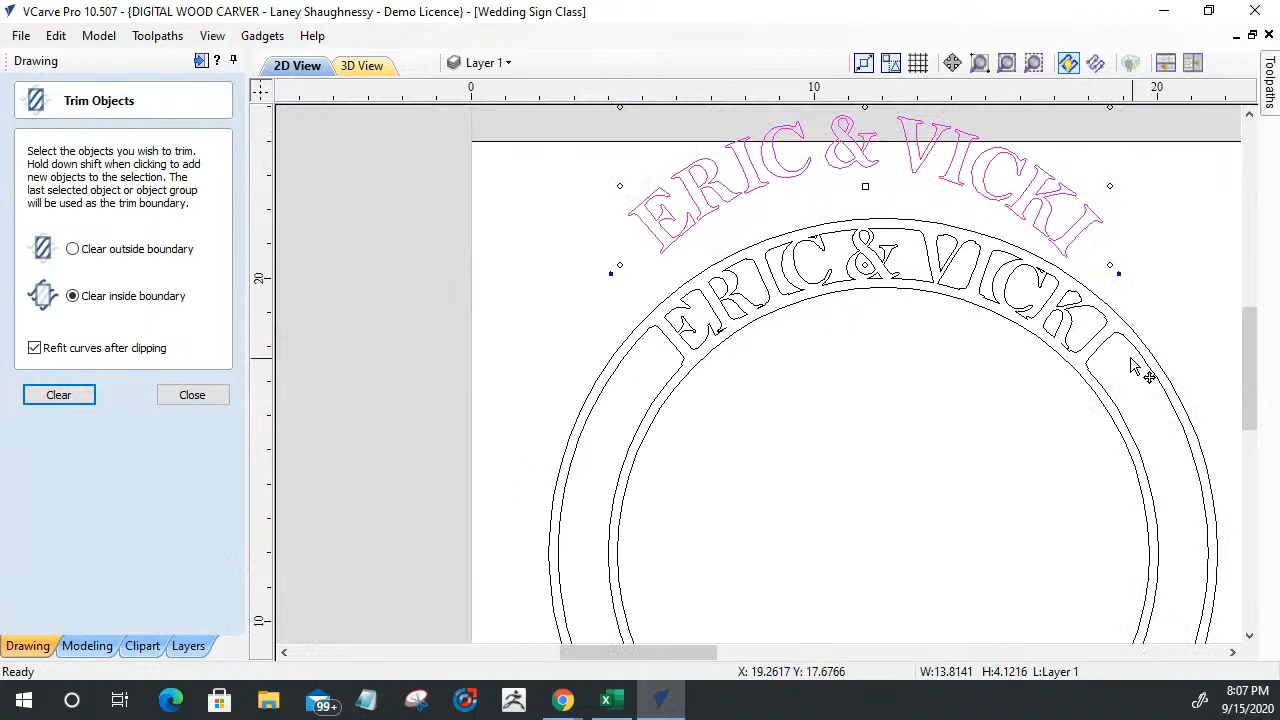 VCarve Pro 10.507 - {DIGITAL WOOD CARVER - Laney Shaughnessy - Demo Licence} - [Wedding Sign Class]
File Edit Model Toolpaths View Gadgets Help
Drawing ?
2D View 3D View Layer 1
Toolpaths
Trim Objects
0 10 20
Select the objects you wish to trim.
Hold down shift when clicking to add
new objects to the selection. The
last selected object or object group
will be used as the trim boundary.
Clear outside boundary
Clear inside boundary
Refit curves after clipping
Clear Close
20
10
ERIC & VICKI
ERIC & VICKI
Drawing Modeling Clipart Layers
Ready X: 19.2617 Y: 17.6766 W:13.8141 H:4.1216 L:Layer 1
99+
8:07 PM
9/15/2020